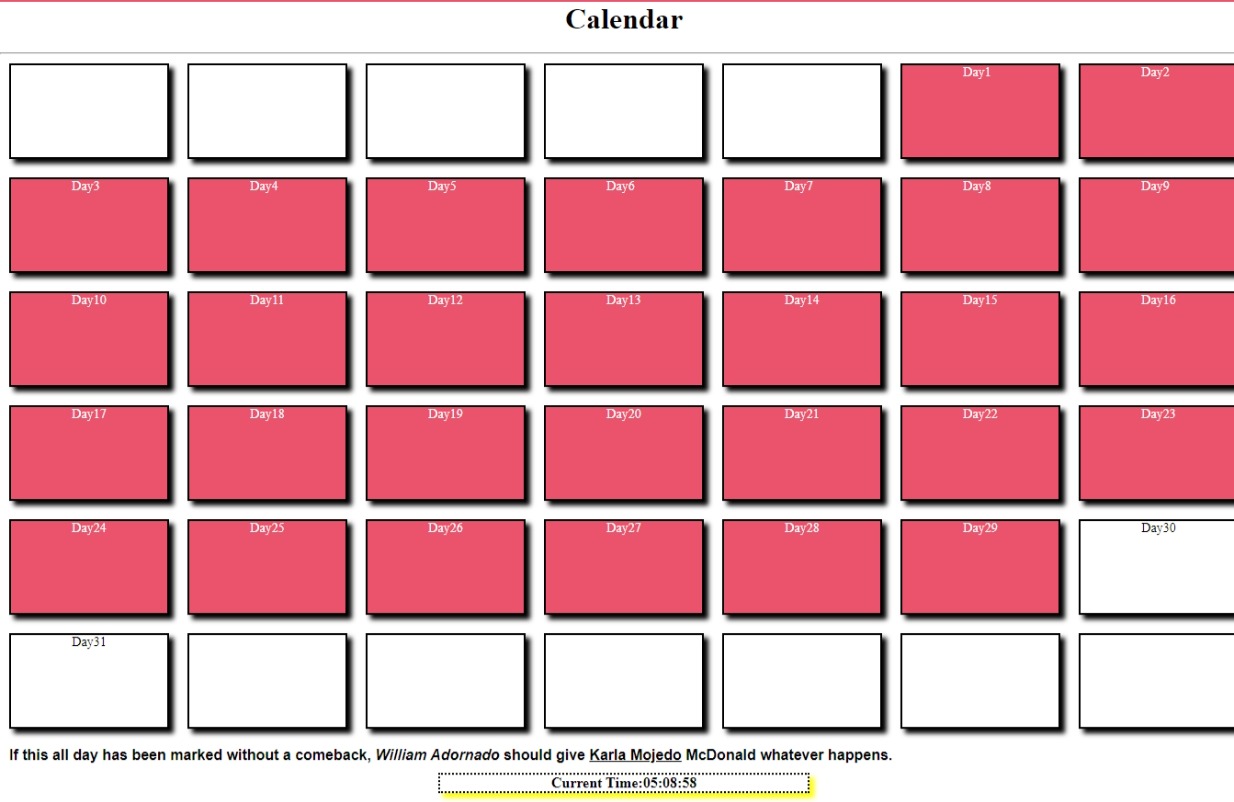 Calendar
Day1 Day2
Day3 Day4 Day5 Day6 Day7 Day8 Day9
Day10 Day11 Day12 Day13 Day14 Day15 Day16
Day17 Day18 Day19 Day20 Day21 Day22 Day23
Day24 Day25 Day26 Day27 Day28 Day29 Day30
Day31
If this all day has been marked without a comeback, William Adornado should give Karla Mojedo McDonald whatever happens.
Current Time:05:08:58